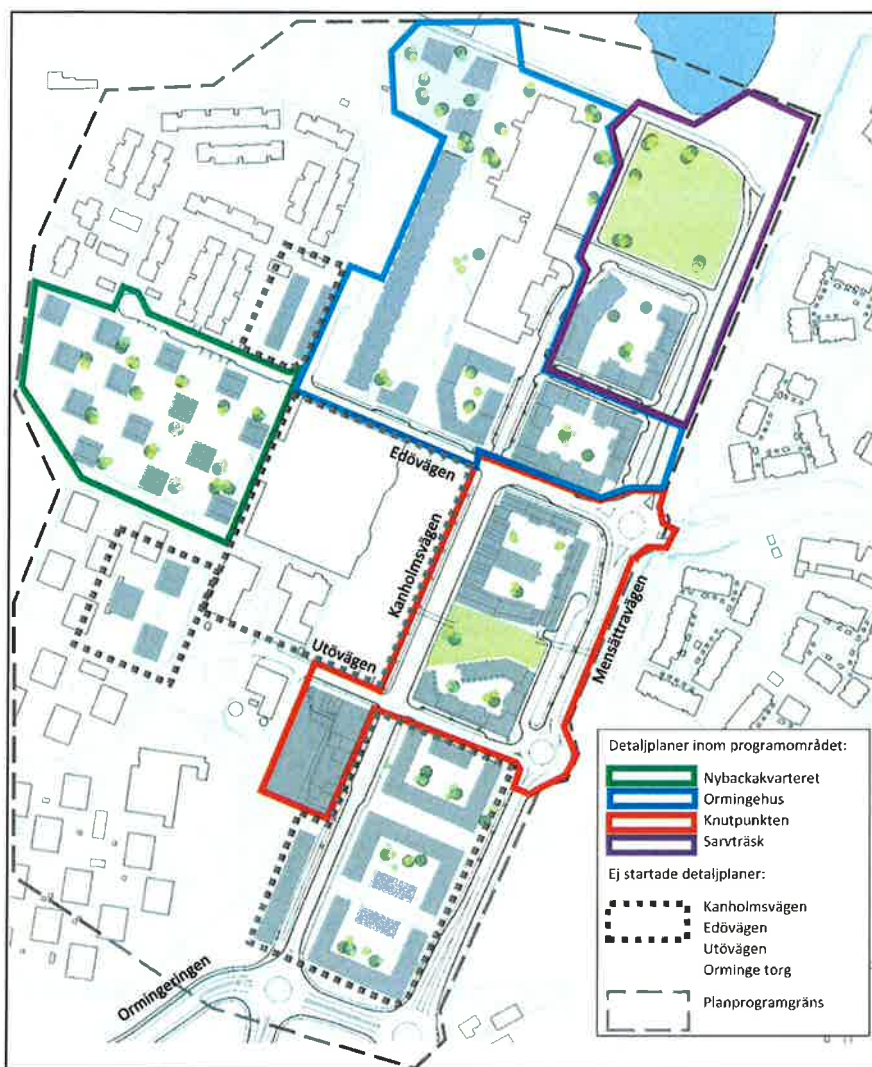 Edövägen
Kanholmsvägen
Utövägen
Mensättravägen
Ormingeringen
Detaljplaner inom programområdet:
Nybackakvarteret
Ormingehus
Knutpunkten
Sarvträsk
Ej startade detaljplaner:
Kanholmsvägen
Edövägen
Utövägen
Orminge torg
Planprogramgräns